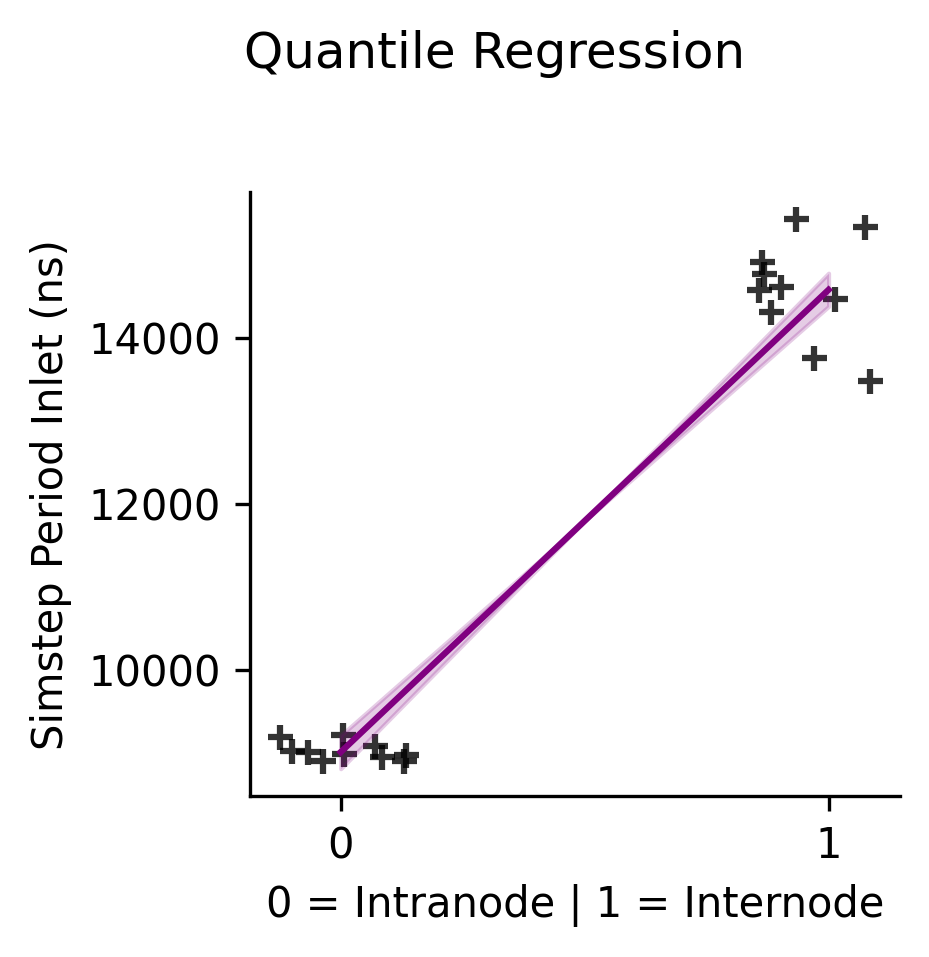 Quantile Regression
Simstep Period Inlet (ns)
14000
12000
10000
0 1
0 = Intranode | 1 = Internode